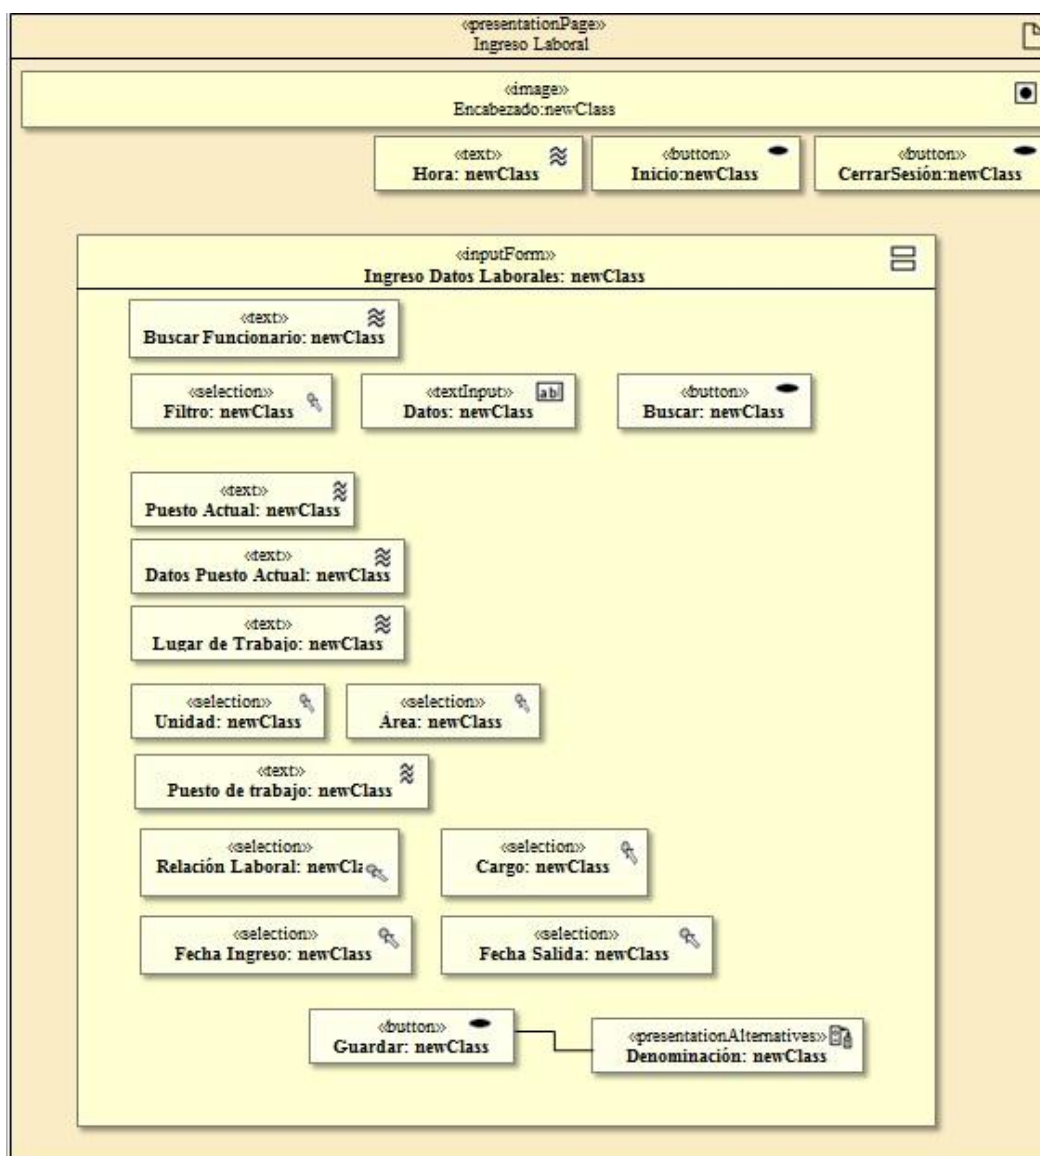 «presentationPage»
Ingreso Laboral
«image»
Encabezado:newClass
«text»
Hora: newClass
«button»
Inicio:newClass
«button»
CerrarSesión:newClass
«inputForm»
Ingreso Datos Laborales: newClass
«text»
Buscar Funcionario: newClass
«selection»
Filtro: newClass
«textInput»
Datos: newClass
ab
«button»
Buscar: newClass
«text»
Puesto Actual: newClass
«text»
Datos Puesto Actual: newClass
«text»
Lugar de Trabajo: newClass
«selection»
Unidad: newClass
«selection»
Área: newClass
«text»
Puesto de trabajo: newClass
«selection»
Relación Laboral: newCla
«selection»
Cargo: newClass
«selection»
Fecha Ingreso: newClass
«selection»
Fecha Salida: newClass
«button»
Guardar: newClass
«presentationAlternatives»
Denominación: newClass